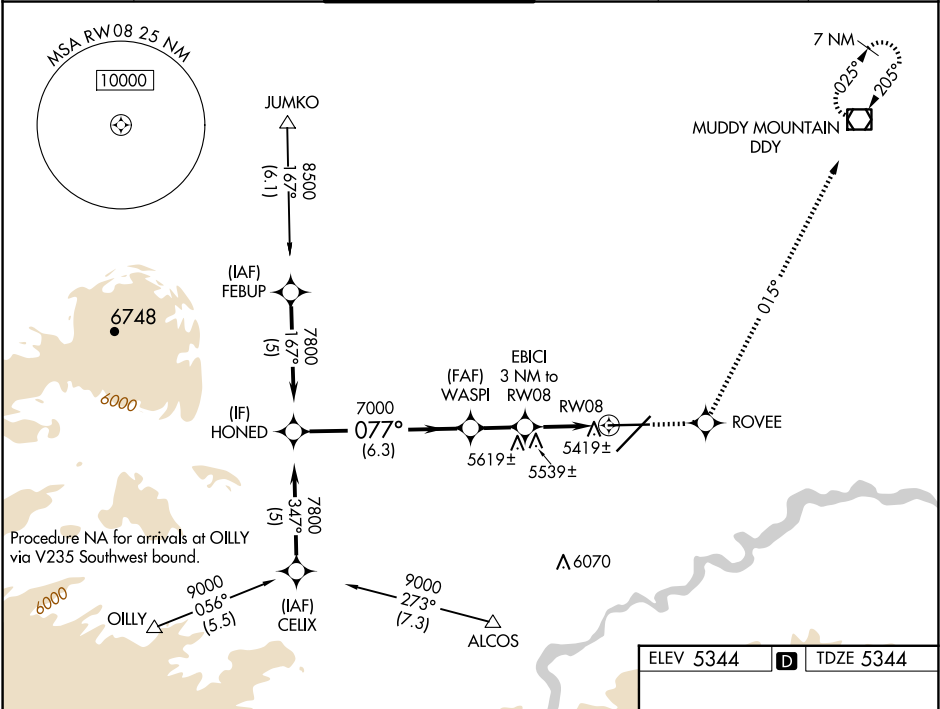 MSA RW08 25 NM
10000
7 NM
025°
205°
MUDDY MOUNTAIN
DDY
JUMKO
8500
167°
(6.1)
(IAF)
FEBUP
6748
6000
7800
167°
(5)
015°
(IF)
HONED
7000
077°
(6.3)
(FAF)
WASPI
EBICI
3 NM to
RW08
RW08
ROVEE
5619±
5539±
5419±
7800
347°
(5)
Procedure NA for arrivals at OILLY
via V235 Southwest bound.
6000
OILLY
9000
056°
(5.5)
(IAF)
CELIX
9000
273°
(7.3)
ALCOS
6070
ELEV 5344
D
TDZE 5344